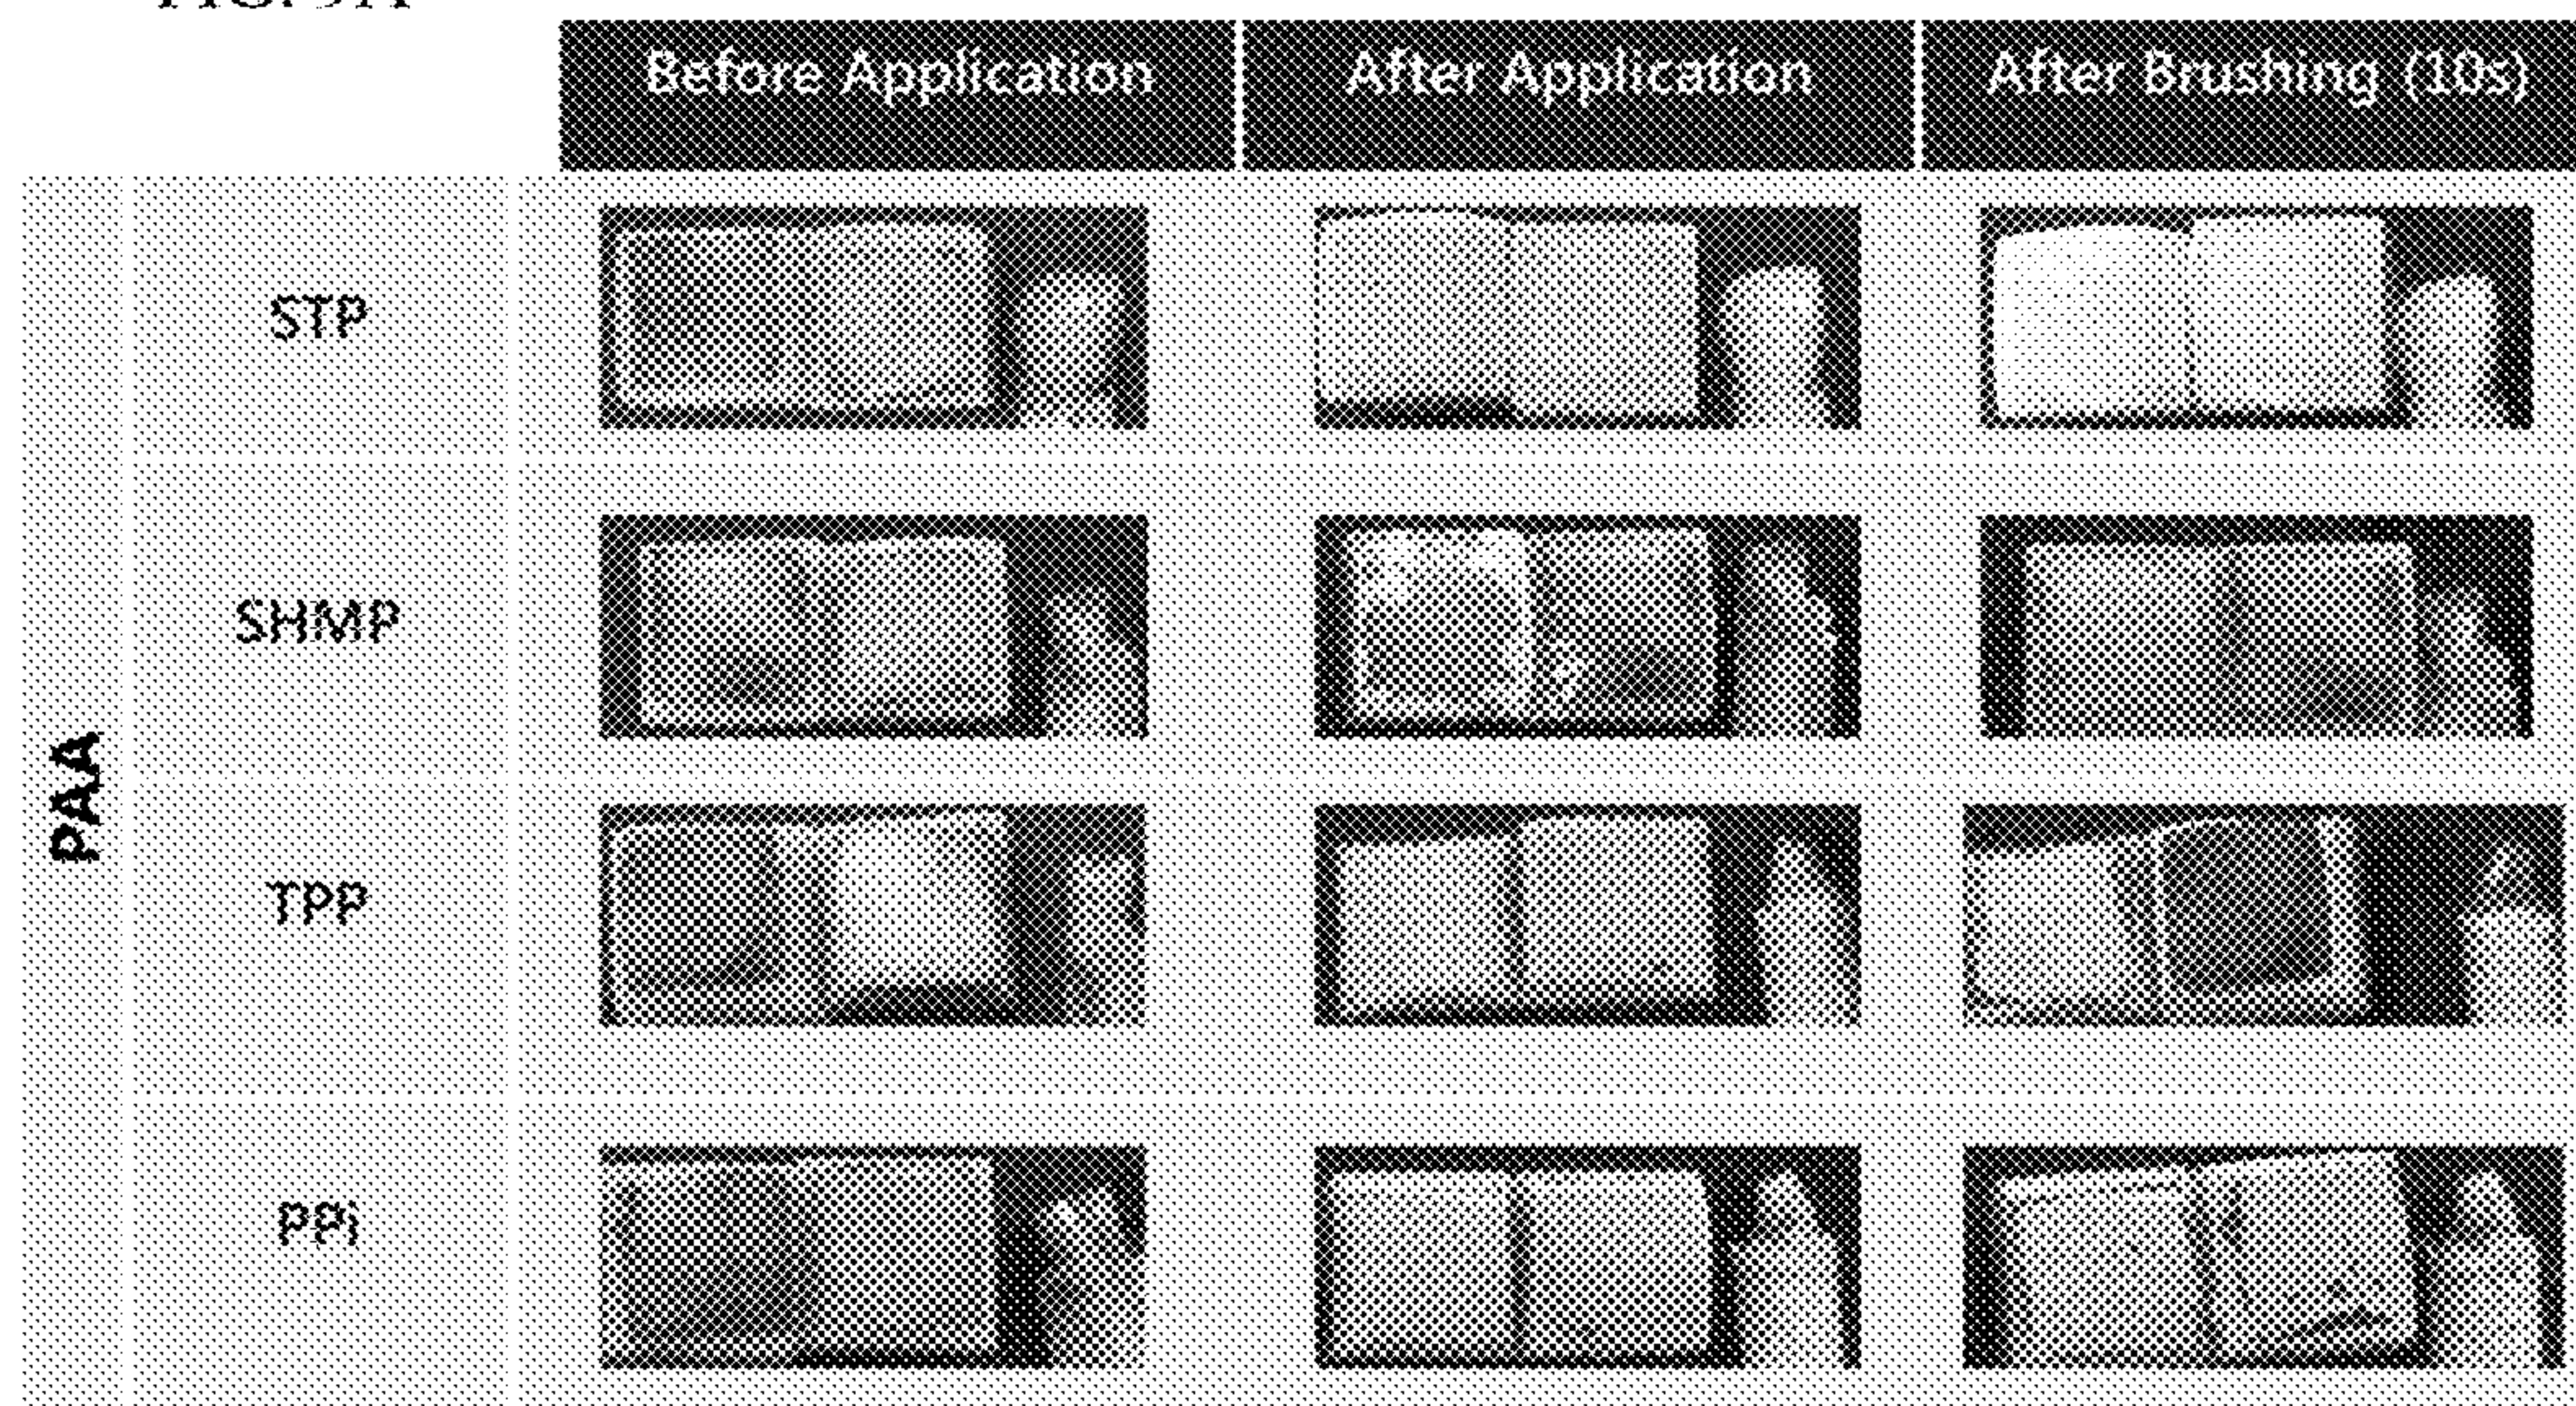 Before Application
After Application
After Brushing (10s)
PAA
STP
SHMP
TPP
PPi